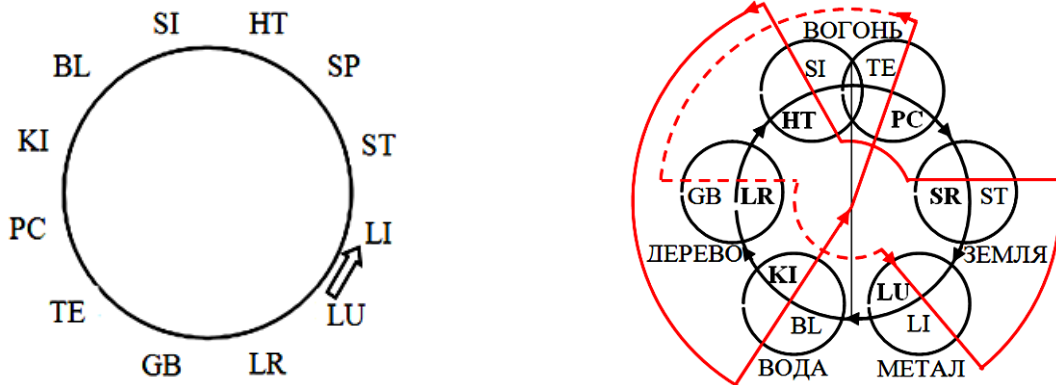 SI HT
BL SP
KI ST
PC LI
TE LU
GB LR
ВОГОНЬ
SI TE
HT PC
GB LR SR ST
ДЕРЕВО ЗЕМЛЯ
KI LU
BL LI
ВОДА МЕТАЛ